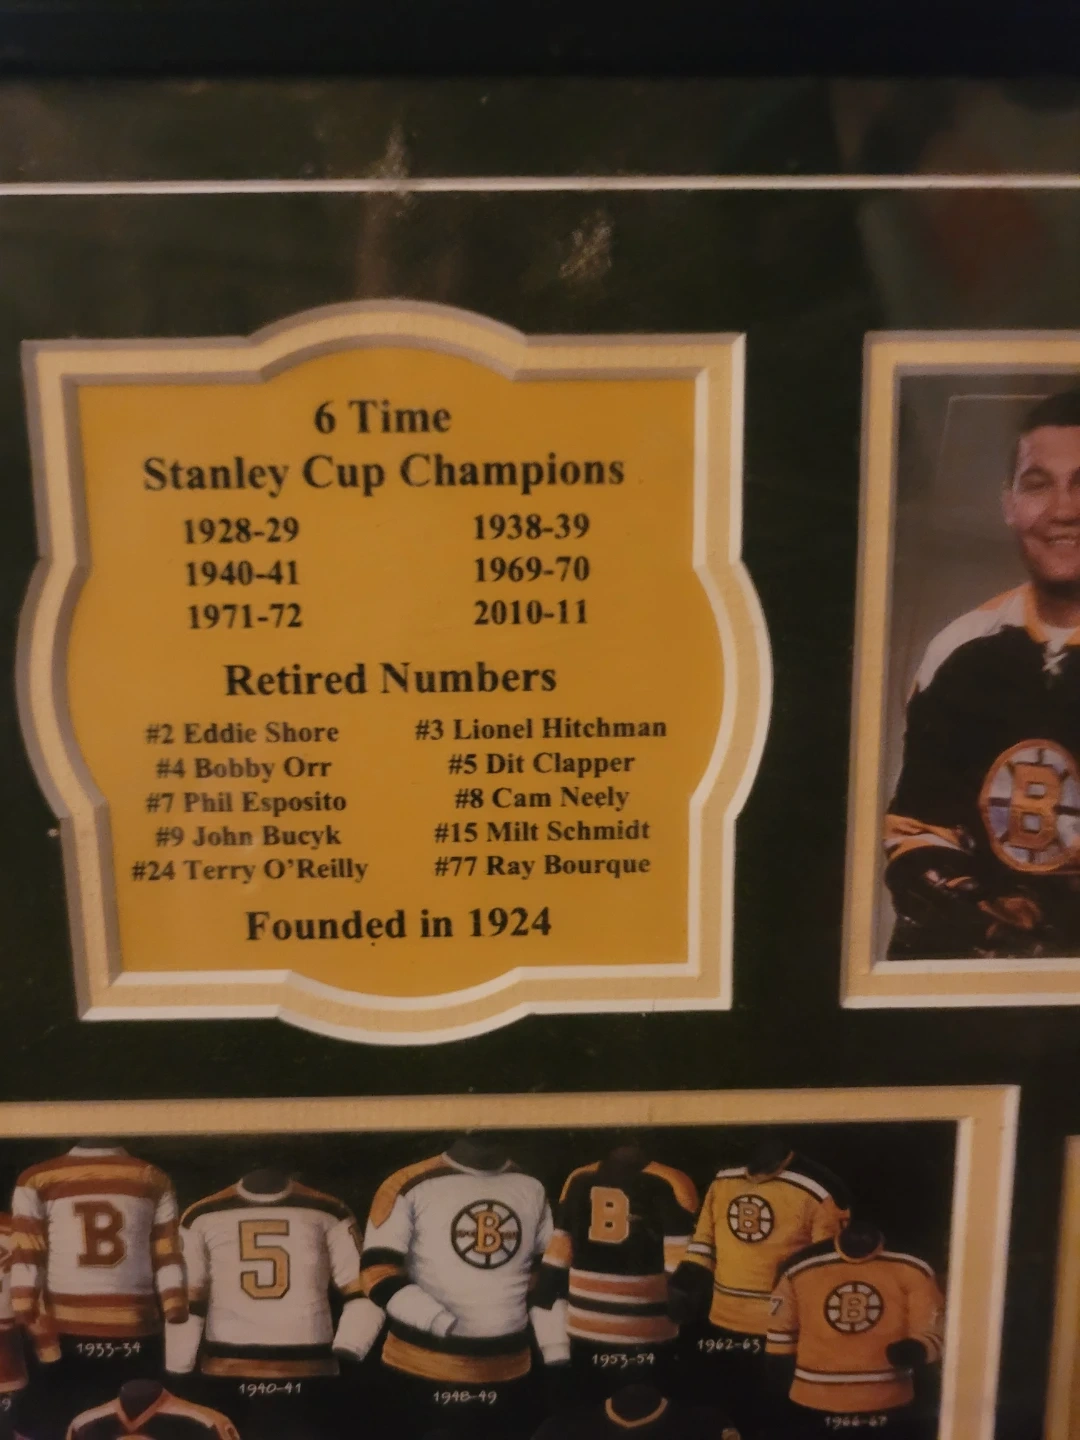 6 Time
Stanley Cup Champions
1928-29 1938-39
1940-41 1969-70
1971-72 2010-11
Retired Numbers
#2 Eddie Shore #3 Lionel Hitchman
#4 Bobby Orr #5 Dit Clapper
#7 Phil Esposito #8 Cam Neely
#9 John Bucyk #15 Milt Schmidt
#24 Terry O'Reilly #77 Ray Bourque
Founded in 1924
B
B
5
B
B
B
B
7
1933-34
1940-41
1948-49
1953-54
1962-63
1966-67